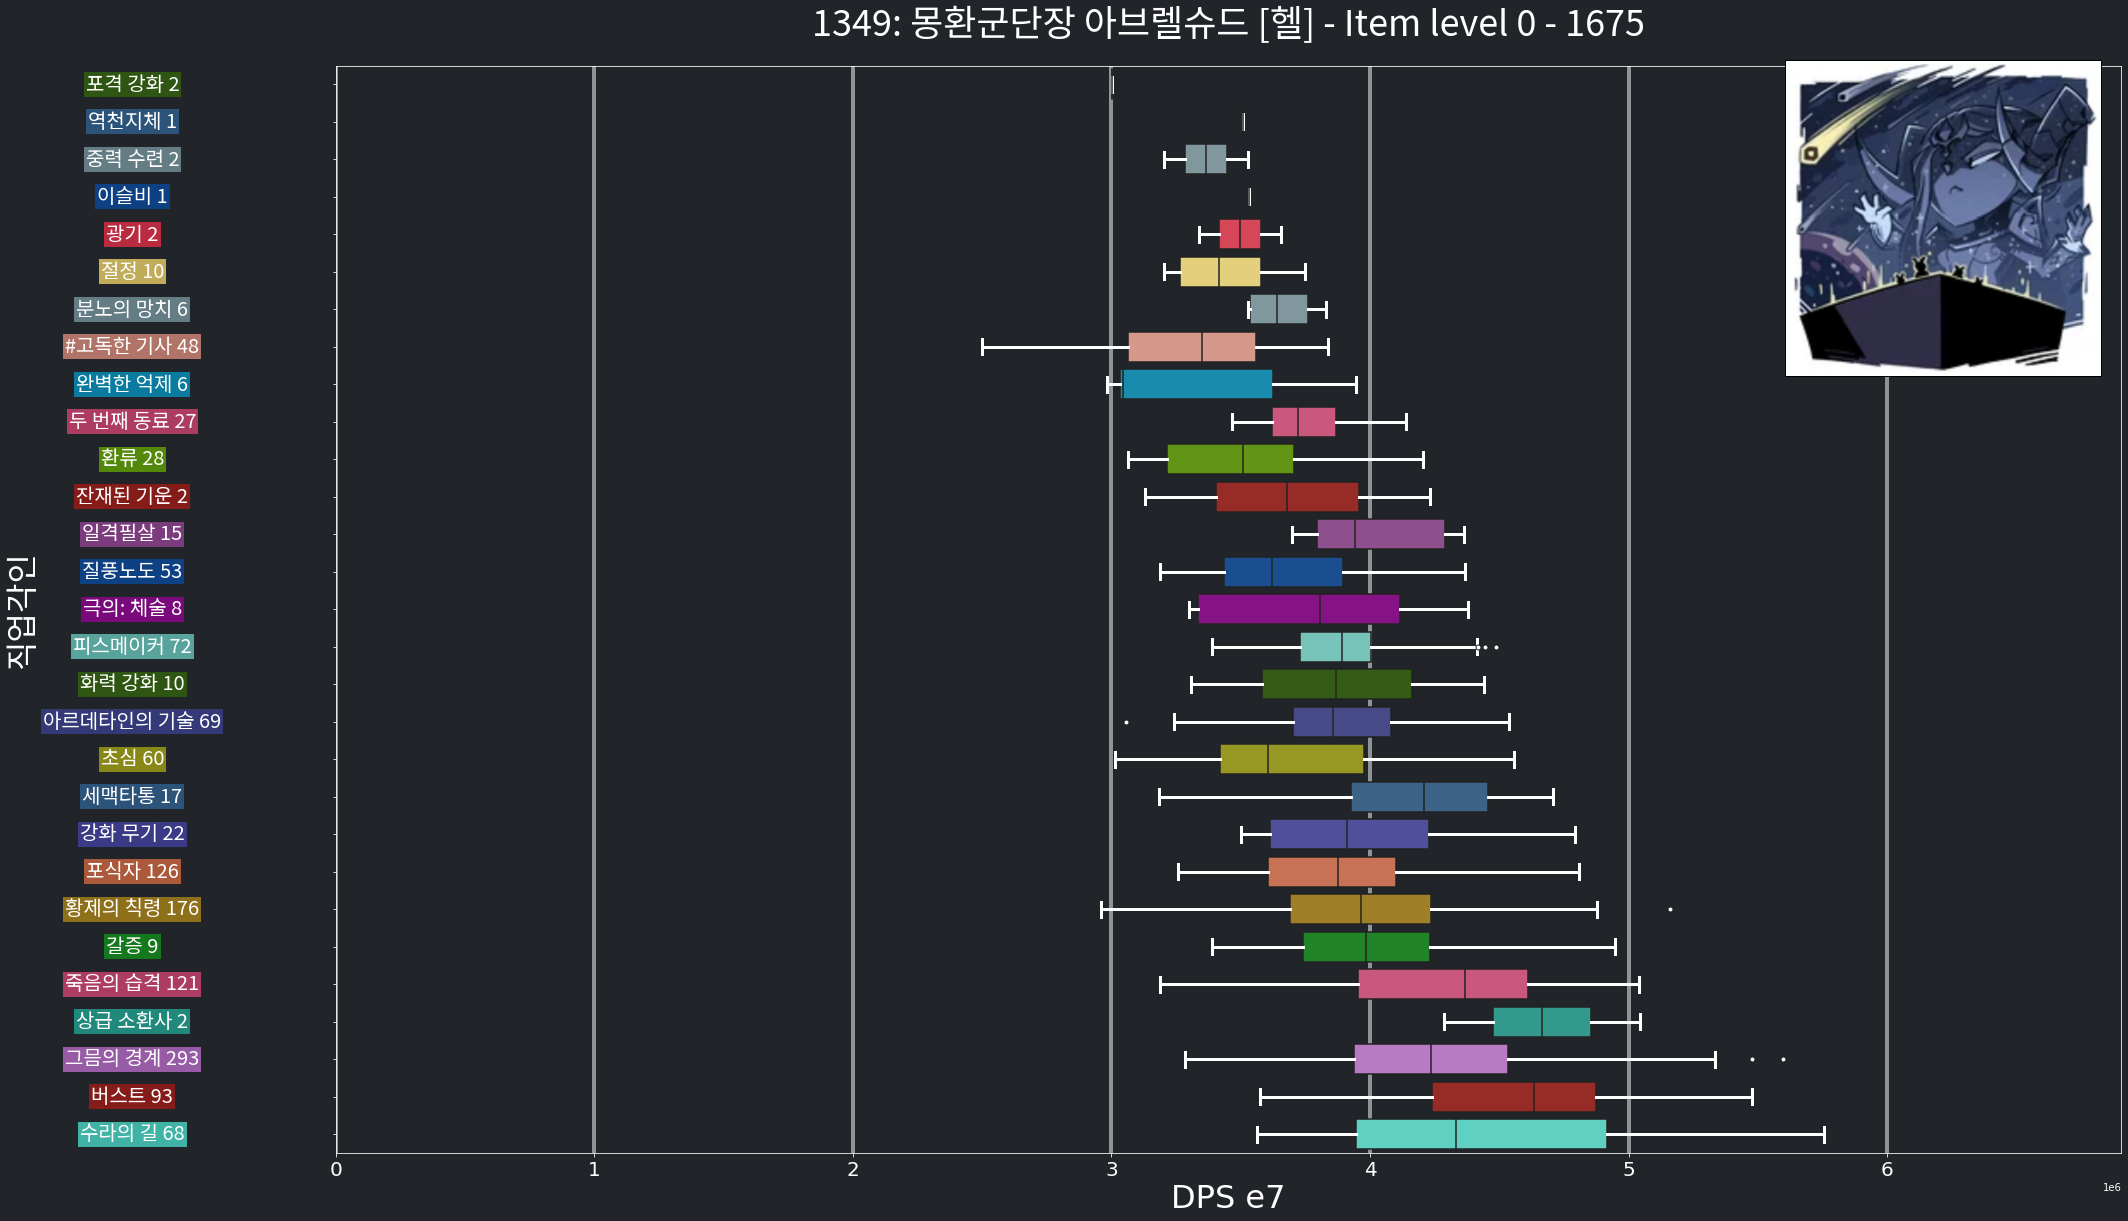 1349: 몽환군단장 아브렐슈드 [헬] - Item level 0 - 1675
직업각인
포격 강화 2
역천지체 1
중력 수련 2
이슬비 1
광기 2
절정 10
분노의 망치 6
#고독한 기사 48
완벽한 억제 6
두 번째 동료 27
환류 28
잔재된 기운 2
일격필살 15
질풍노도 53
극의: 체술 8
피스메이커 72
화력 강화 10
아르데타인의 기술 69
초심 60
세맥타통 17
강화 무기 22
포식자 126
황제의 칙령 176
갈증 9
죽음의 습격 121
상급 소환사 2
그믐의 경계 293
버스트 93
수라의 길 68
0 1 2 3 4 5 6
1e6
DPS e7